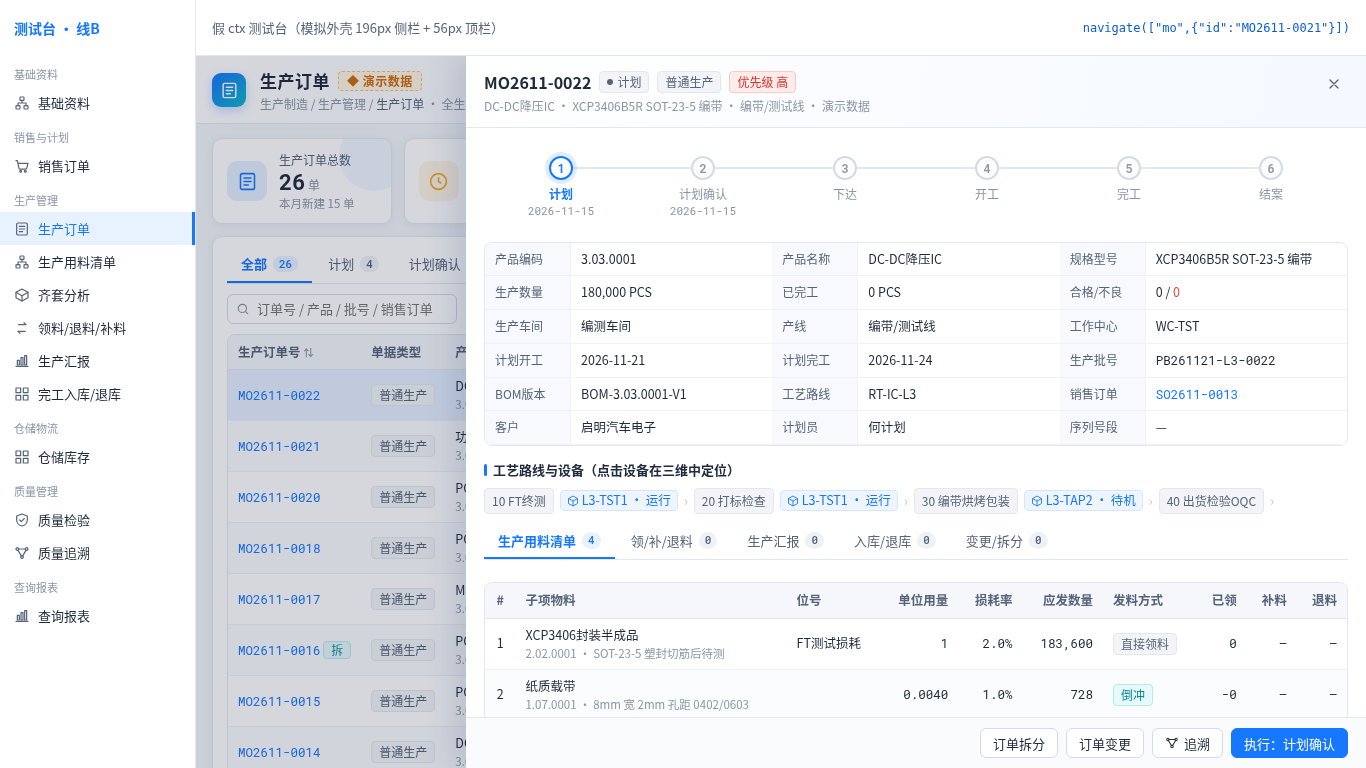 测试台 · 线B
假 ctx 测试台（模拟外壳 196px 侧栏 + 56px 顶栏）
navigate(["mo",{"id":"MO2611-0021"}])
基础资料
基础资料
销售与计划
销售订单
生产管理
生产订单
生产用料清单
齐套分析
领料/退料/补料
生产汇报
完工入库/退库
仓储物流
仓储库存
质量管理
质量检验
质量追溯
查询报表
查询报表
生产订单 ◆ 演示数据
生产制造 / 生产管理 / 生产订单 · 全生
生产订单总数
26 单
本月新建 15 单
全部 26 计划 4 计划确认
订单号 / 产品 / 批号 / 销售订单
生产订单号 单据类型
MO2611-0022 普通生产
MO2611-0021 普通生产
MO2611-0020 普通生产
MO2611-0018 普通生产
MO2611-0017 普通生产
MO2611-0016 拆 普通生产
MO2611-0015 普通生产
MO2611-0014 普通生产
MO2611-0022 计划 普通生产 优先级 高
DC-DC降压IC · XCP3406B5R SOT-23-5 编带 · 编带/测试线 · 演示数据
1 2 3 4 5 6
计划 计划确认 下达 开工 完工 结案
2026-11-15 2026-11-15
产品编码 3.03.0001 产品名称 DC-DC降压IC 规格型号 XCP3406B5R SOT-23-5 编带
生产数量 180,000 PCS 已完工 0 PCS 合格/不良 0 / 0
生产车间 编测车间 产线 编带/测试线 工作中心 WC-TST
计划开工 2026-11-21 计划完工 2026-11-24 生产批号 PB261121-L3-0022
BOM版本 BOM-3.03.0001-V1 工艺路线 RT-IC-L3 销售订单 SO2611-0013
客户 启明汽车电子 计划员 何计划 序列号段 —
工艺路线与设备（点击设备在三维中定位）
10 FT终测 L3-TST1 · 运行 › 20 打标检查 L3-TST1 · 运行 › 30 编带烘烤包装 L3-TAP2 · 待机 › 40 出货检验OQC ›
生产用料清单 4 领/补/退料 0 生产汇报 0 入库/退库 0 变更/拆分 0
# 子项物料 位号 单位用量 损耗率 应发数量 发料方式 已领 补料 退料
1 XCP3406封装半成品 FT测试损耗 1 2.0% 183,600 直接领料 0 — —
2.02.0001 · SOT-23-5 塑封切筋后待测
2 纸质载带 0.0040 1.0% 728 倒冲 -0 — —
1.07.0001 · 8mm 宽 2mm 孔距 0402/0603
订单拆分 订单变更 追溯 执行：计划确认